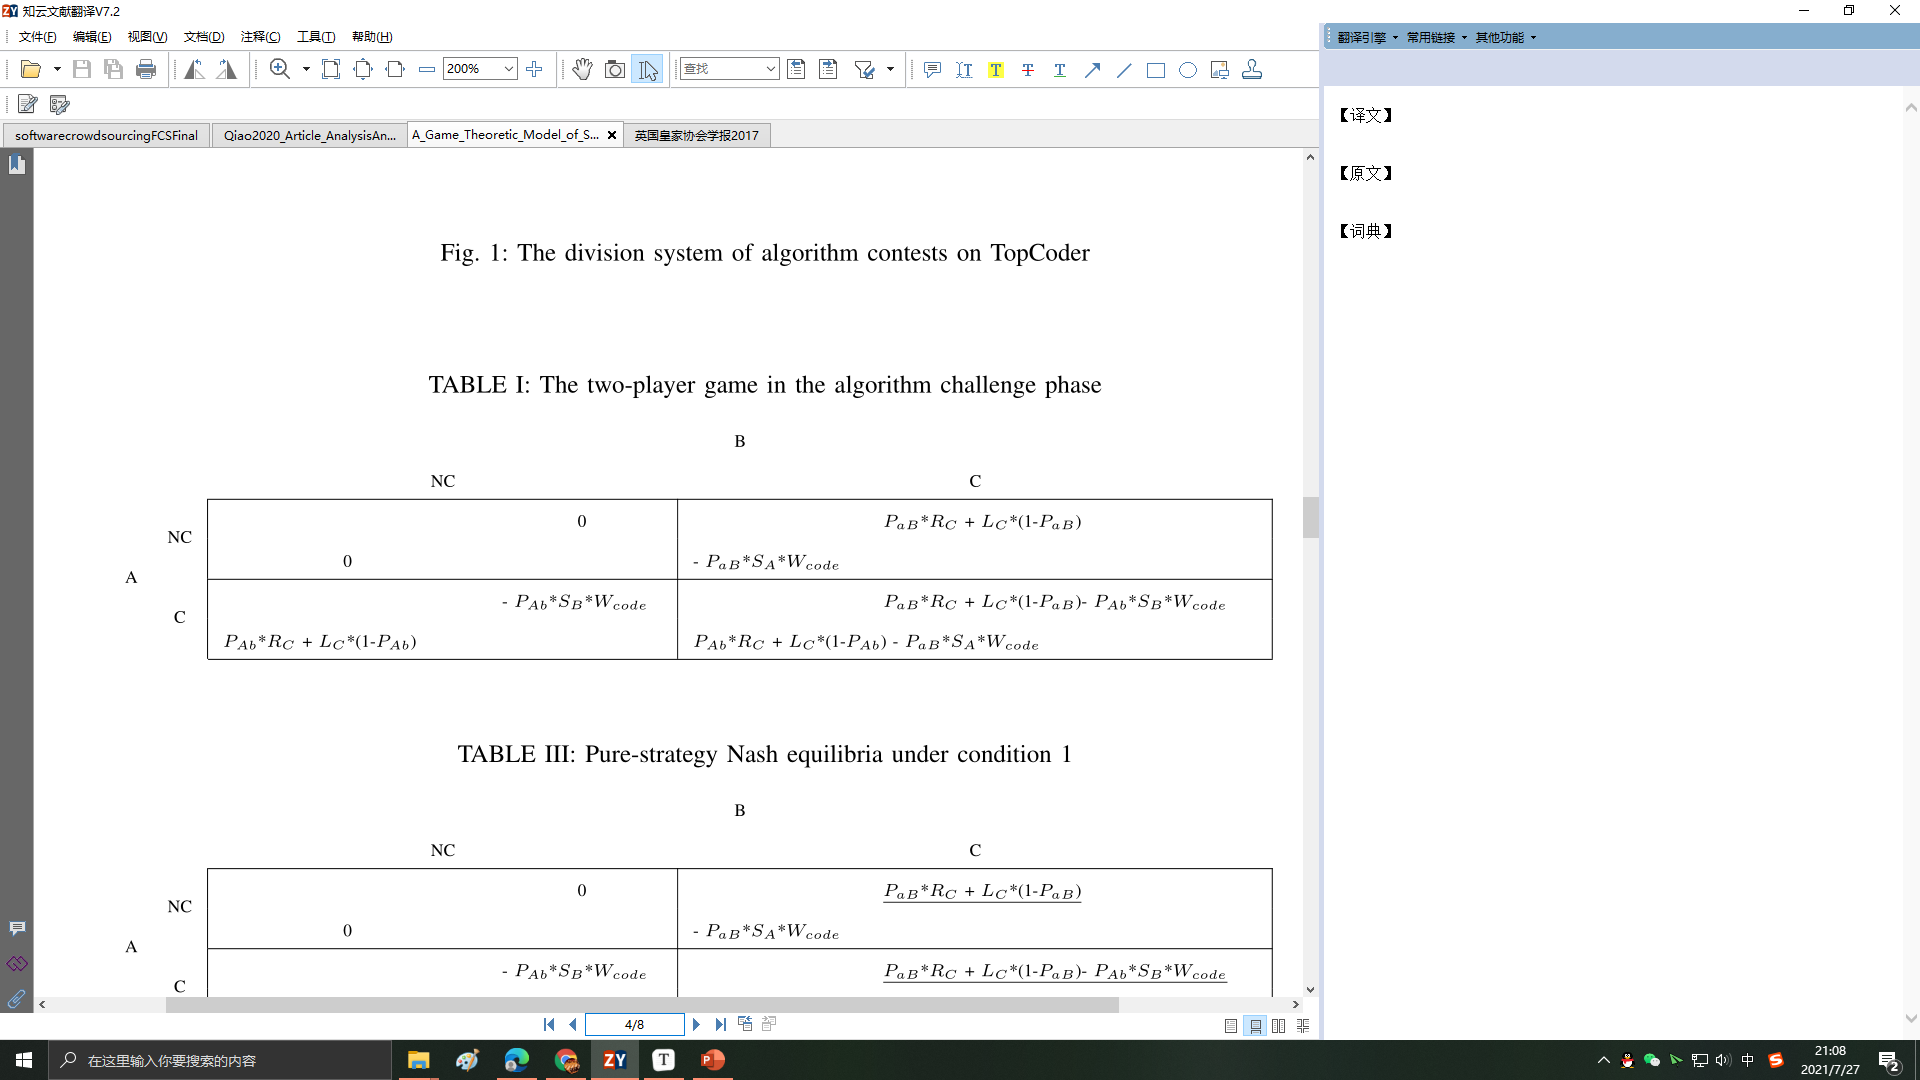 知云文献翻译V7.2
文件(F) 编辑(E) 视图(V) 文档(D) 注释(C) 工具(T) 帮助(H)
翻译引擎 常用链接 其他功能
200% 查找
softwarecrowdsourcingFCSFinal Qiao2020_Article_AnalysisAn... A_Game_Theoretic_Model_of_S... 英国皇家协会学报2017
【译文】
【原文】
【词典】
Fig. 1: The division system of algorithm contests on TopCoder
TABLE I: The two-player game in the algorithm challenge phase
B
NC C
0 P_{aB}*R_C + L_C*(1-P_{aB})
NC
0 - P_{aB}*S_A*W_{code}
A
- P_{Ab}*S_B*W_{code} P_{aB}*R_C + L_C*(1-P_{aB})- P_{Ab}*S_B*W_{code}
C
P_{Ab}*R_C + L_C*(1-P_{Ab}) P_{Ab}*R_C + L_C*(1-P_{Ab}) - P_{aB}*S_A*W_{code}
TABLE III: Pure-strategy Nash equilibria under condition 1
B
NC C
0 P_{aB}*R_C + L_C*(1-P_{aB})
NC
0 - P_{aB}*S_A*W_{code}
A
- P_{Ab}*S_B*W_{code} P_{aB}*R_C + L_C*(1-P_{aB})- P_{Ab}*S_B*W_{code}
C
4/8
在这里输入你要搜索的内容
ZY T P
中 S
21:08
2021/7/27
2